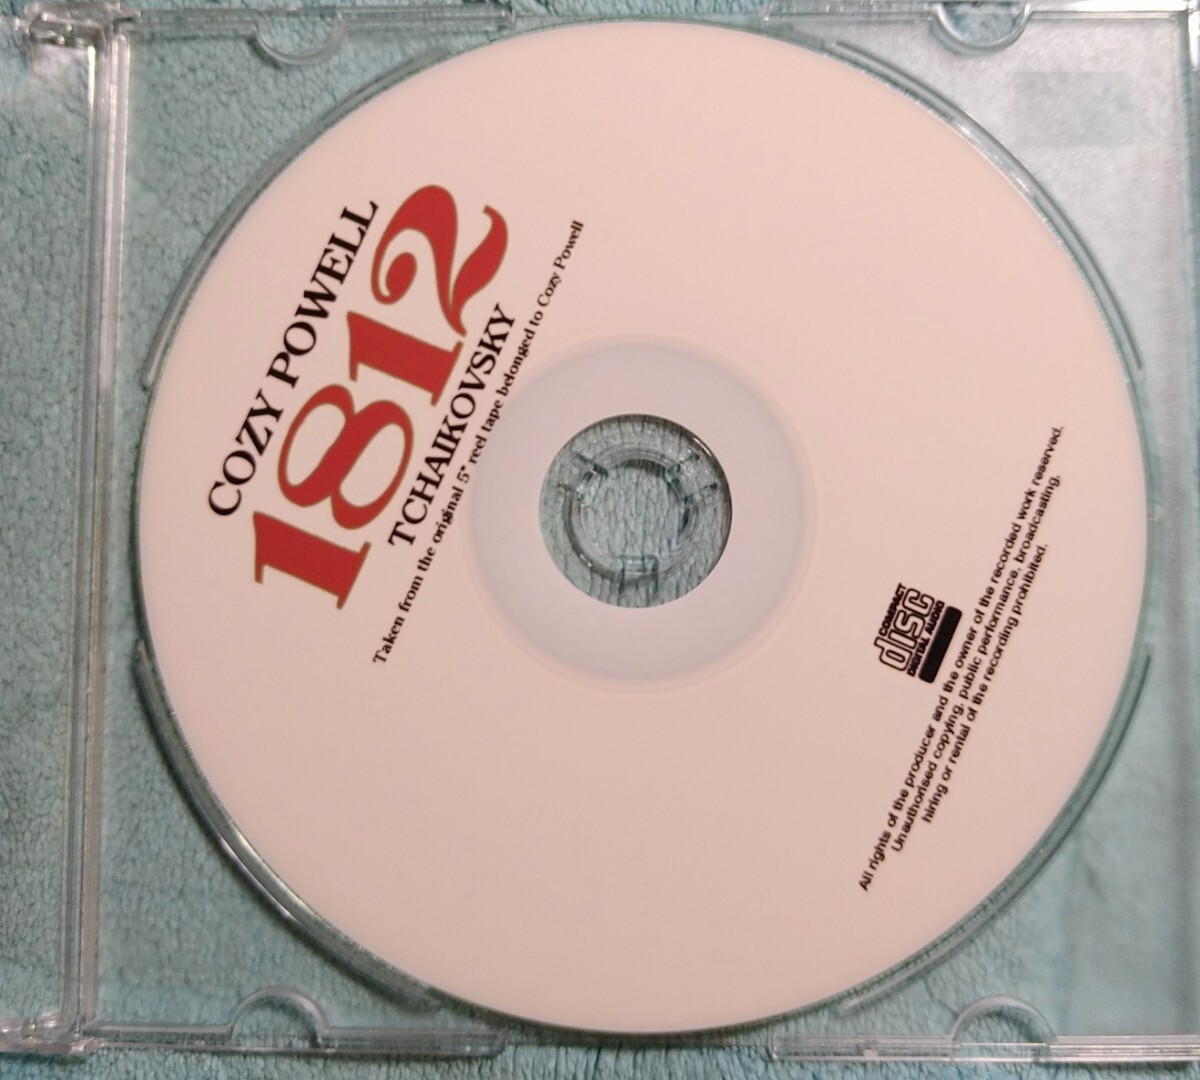 COZY POWELL
1812
TCHAIKOVSKY
Taken from the original 5" reel tape belonged to Cozy Powell
COMPACT
disc
DIGITAL AUDIO
All rights of the producer and the owner of the recorded work reserved.
Unauthorised copying, public performance, broadcasting,
hiring or rental of the recording prohibited.